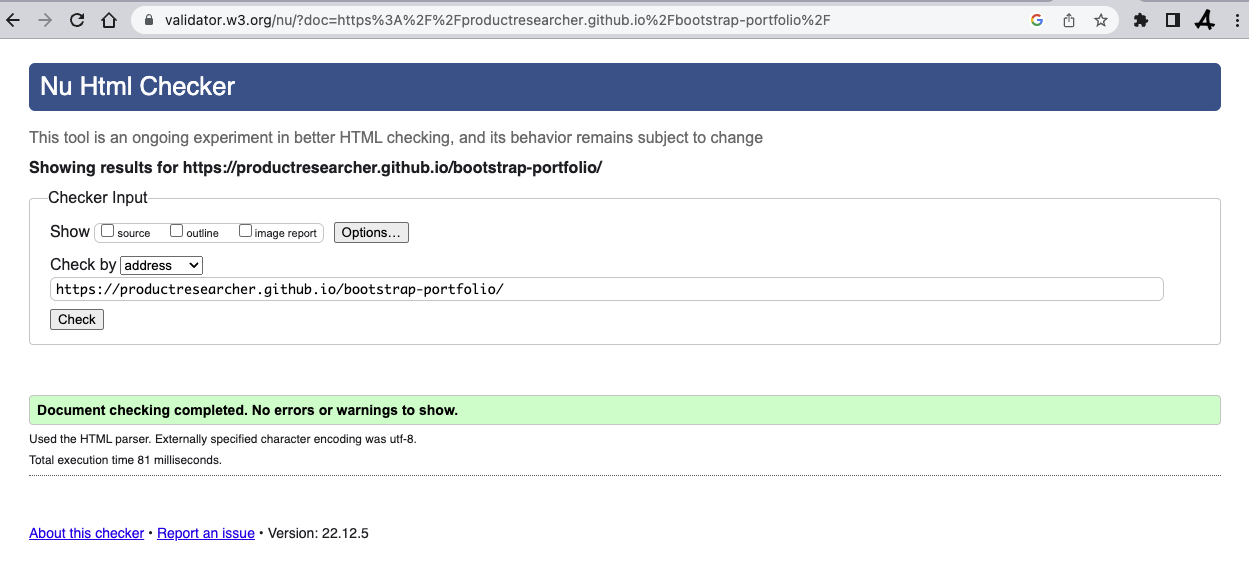 validator.w3.org/nu/?doc=https%3A%2F%2Fproductresearcher.github.io%2Fbootstrap-portfolio%2F
Nu Html Checker
This tool is an ongoing experiment in better HTML checking, and its behavior remains subject to change
Showing results for https://productresearcher.github.io/bootstrap-portfolio/
Checker Input
Show source outline image report Options...
Check by address
https://productresearcher.github.io/bootstrap-portfolio/
Check
Document checking completed. No errors or warnings to show.
Used the HTML parser. Externally specified character encoding was utf-8.
Total execution time 81 milliseconds.
About this checker • Report an issue • Version: 22.12.5